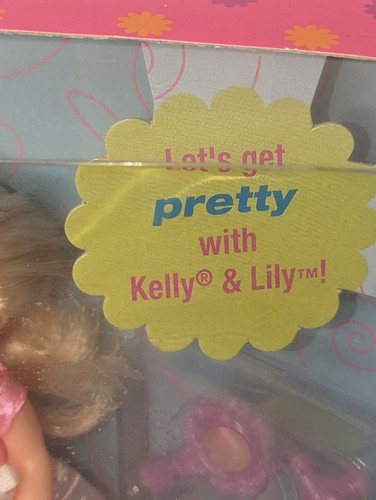 Let's get
pretty
with
Kelly® & Lily™!